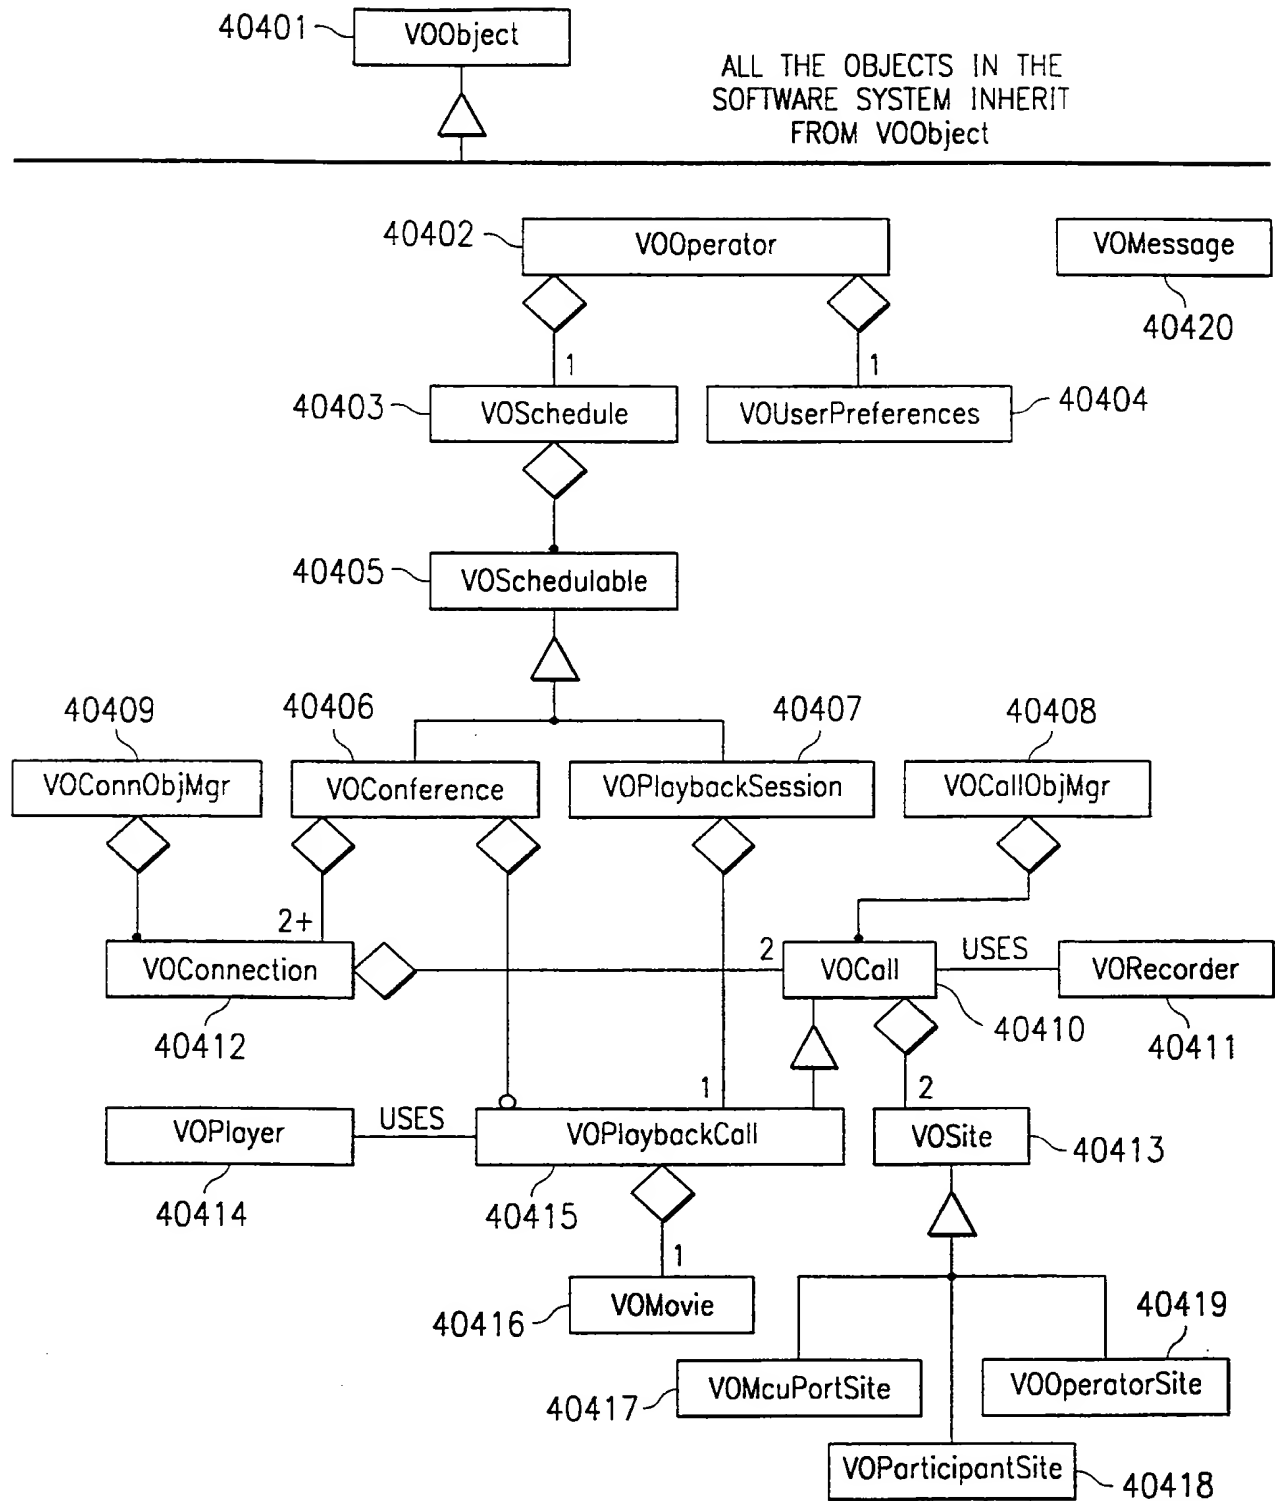 40401
VOObject
ALL THE OBJECTS IN THE
SOFTWARE SYSTEM INHERIT
FROM VOObject
40402
VOOperator
VOMessage
40420
1
1
40403
VOSchedule
VOUserPreferences
40404
40405
VOSchedulable
40409
40406
40407
40408
VOConnObjMgr
VOConference
VOPlaybackSession
VOCallObjMgr
2+
VOConnection
2
VOCall
USES
VORecorder
40412
40410
40411
1
2
VOPlayer
USES
VOPlaybackCall
VOSite
40413
40414
40415
1
40416
VOMovie
40419
40417
VOMcuPortSite
VOOperatorSite
VOParticipantSite
40418